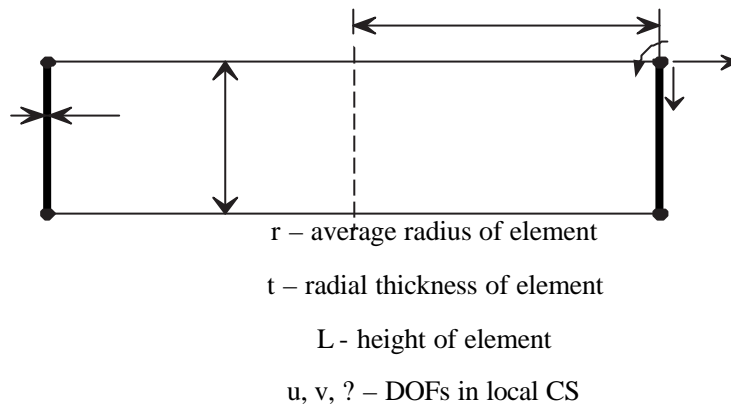 r – average radius of element
t – radial thickness of element
L - height of element
u, v, ? – DOFs in local CS